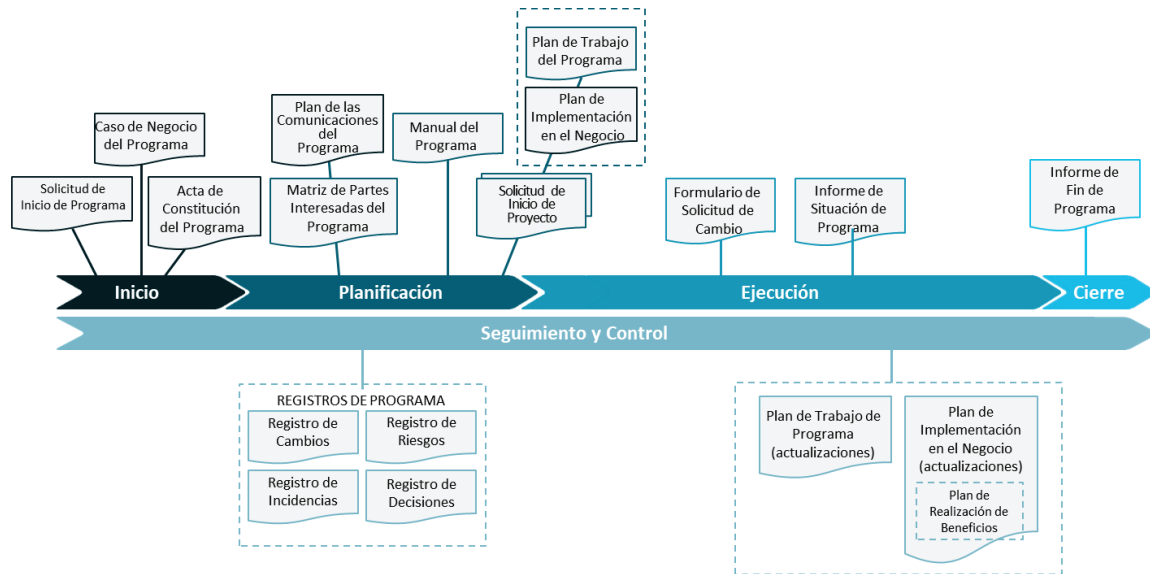 Plan de Trabajo
del Programa
Plan de
Implementación
en el Negocio
Caso de Negocio
del Programa
Plan de las
Comunicaciones
del
Programa
Manual del
Programa
Solicitud de
Inicio de Programa
Acta de
Constitución
del Programa
Matriz de Partes
Interesadas del
Programa
Solicitud de
Inicio de
Proyecto
Formulario de
Solicitud de
Cambio
Informe de
Situación de
Programa
Informe de
Fin de
Programa
Inicio
Planificación
Ejecución
Cierre
Seguimiento y Control
REGISTROS DE PROGRAMA
Registro de
Cambios
Registro de
Riesgos
Registro de
Incidencias
Registro de
Decisiones
Plan de Trabajo de
Programa
(actualizaciones)
Plan de
Implementación
en el Negocio
(actualizaciones)
Plan de
Realización de
Beneficios